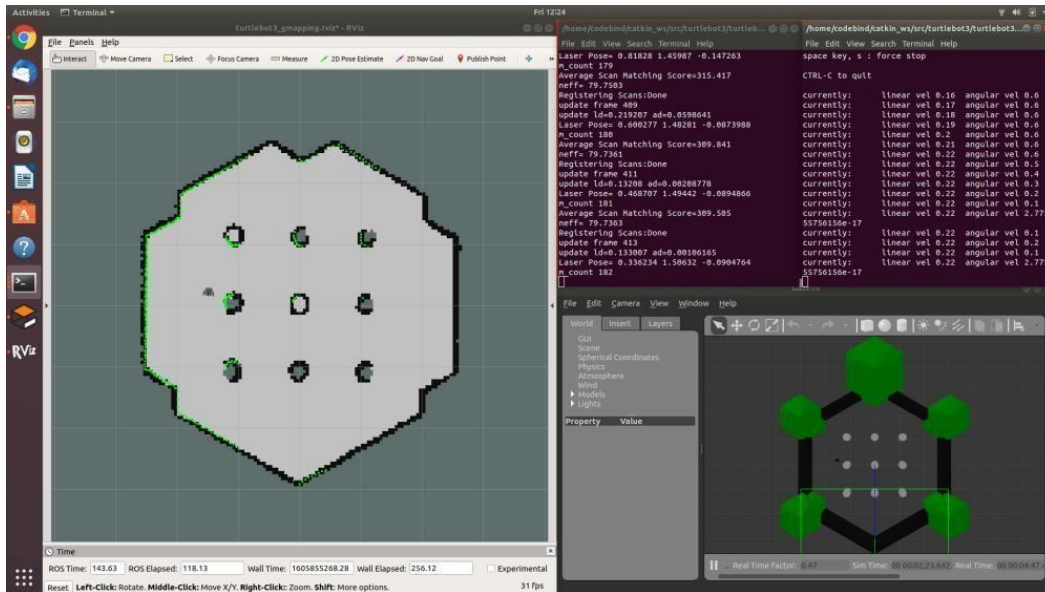 Activities
Terminal
Fri 12:24
turtlebot3_gmapping.rviz* - RViz
File Panels Help
Interact
Move Camera
Select
Focus Camera
Measure
2D Pose Estimate
2D Nav Goal
Publish Point
Time
ROS Time: 143.63 ROS Elapsed: 118.13 Wall Time: 1605855268.28 Wall Elapsed: 256.12 Experimental
Reset Left-Click: Rotate. Middle-Click: Move X/Y. Right-Click: Zoom. Shift: More options. 31 fps
RViz
/home/codebind/catkin_ws/src/turtlebot3/turtleb...
File Edit View Search Terminal Help
Laser Pose= 0.81828 1.45987 -0.147263
m_count 179
Average Scan Matching Score=315.417
neff= 79.7503
Registering Scans:Done
update frame 409
update ld=0.219207 ad=0.0598641
Laser Pose= 0.600277 1.48281 -0.0873988
m_count 180
Average Scan Matching Score=309.841
neff= 79.7361
Registering Scans:Done
update frame 411
update ld=0.13208 ad=0.00208778
Laser Pose= 0.468707 1.49442 -0.0894866
m_count 181
Average Scan Matching Score=309.505
neff= 79.7363
Registering Scans:Done
update frame 413
update ld=0.133007 ad=0.00106165
Laser Pose= 0.336234 1.50632 -0.0904764
m_count 182
/home/codebind/catkin_ws/src/turtlebot3/turtlebot3...
File Edit View Search Terminal Help
space key, s : force stop
CTRL-C to quit
currently: linear vel 0.16 angular vel 0.6
currently: linear vel 0.17 angular vel 0.6
currently: linear vel 0.18 angular vel 0.6
currently: linear vel 0.19 angular vel 0.6
currently: linear vel 0.2 angular vel 0.6
currently: linear vel 0.21 angular vel 0.6
currently: linear vel 0.22 angular vel 0.6
currently: linear vel 0.22 angular vel 0.5
currently: linear vel 0.22 angular vel 0.4
currently: linear vel 0.22 angular vel 0.3
currently: linear vel 0.22 angular vel 0.2
currently: linear vel 0.22 angular vel 0.1
currently: linear vel 0.22 angular vel 2.77
55756156e-17
currently: linear vel 0.22 angular vel 0.1
currently: linear vel 0.22 angular vel 0.2
currently: linear vel 0.22 angular vel 0.1
currently: linear vel 0.22 angular vel 2.77
55756156e-17
File Edit Camera View Window Help
World Insert Layers
GUI
Scene
Spherical Coordinates
Physics
Atmosphere
Wind
Models
Lights
Property Value
Real Time Factor: 0.47 Sim Time: 00 00:02:23.642 Real Time: 00 00:04:47